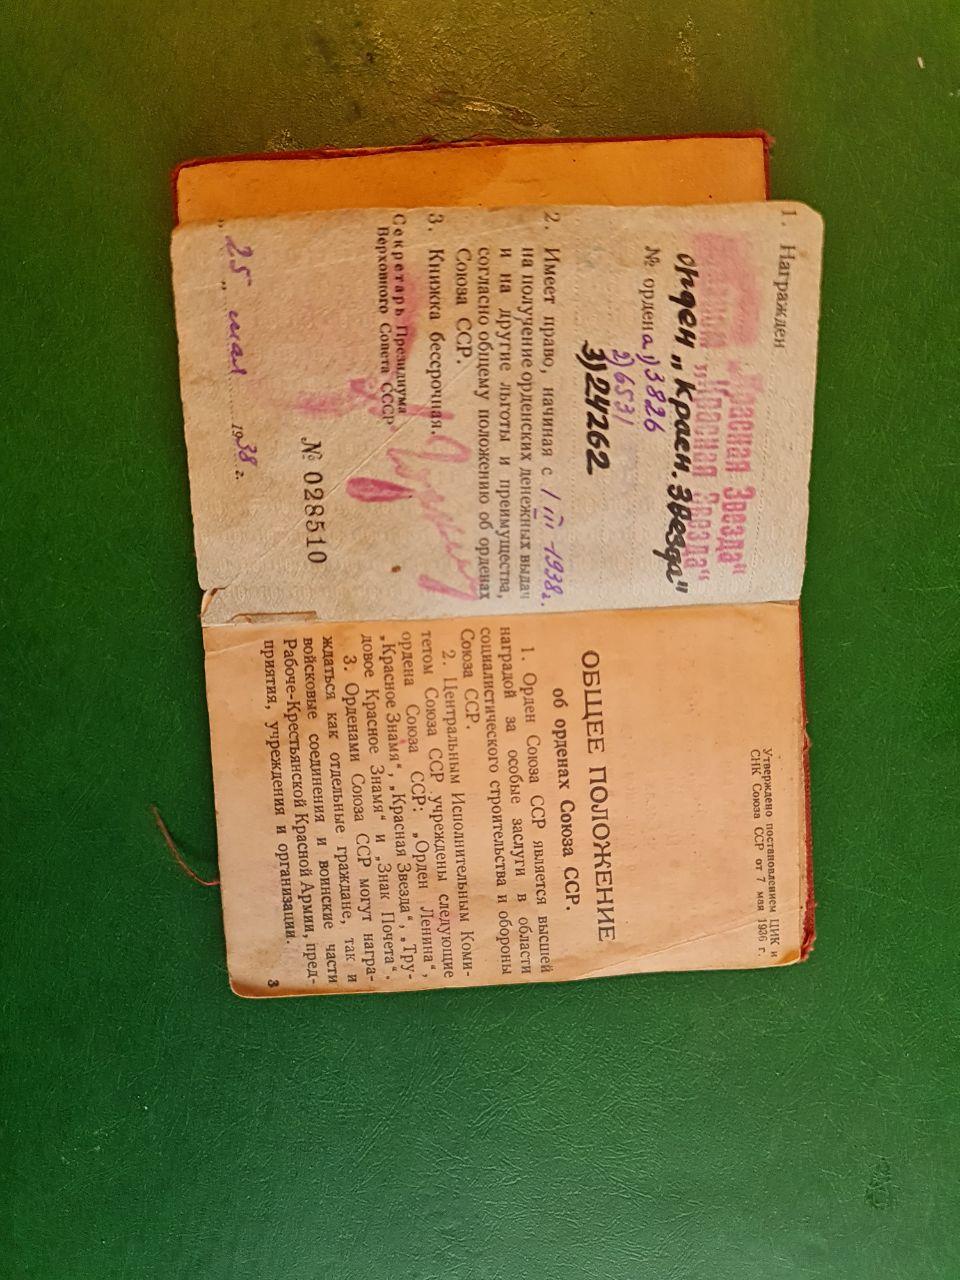 1. Награжден
„Красная Звезда“
„Красная Звезда“
орден „Красн. Звезда“
№ ордена 1) 3826
2) 6531
3) 24262
2. Имеет право, начиная с 1 III -1938 г.
на получение орденских денежных выдач
и на другие льготы и преимущества,
согласно общему положению об орденах
Союза ССР.
3. Книжка бессрочная.
Секретарь Президиума
Верховного Совета СССР
№ 028510
„25„ мая 1938 г.
Утверждено постановлением ЦИК и
СНК Союза ССР от 7 мая 1936 г.
ОБЩЕЕ ПОЛОЖЕНИЕ
об орденах Союза ССР.
1. Орден Союза ССР является высшей
наградой за особые заслуги в области
социалистического строительства и обороны
Союза ССР.
2. Центральным Исполнительным Коми-
тетом Союза ССР учреждены следующие
ордена Союза ССР: „Орден Ленина“,
„Красное Знамя“, „Красная Звезда“, „Тру-
довое Красное Знамя“ и „Знак Почета“.
3. Орденами Союза ССР могут награ-
ждаться как отдельные граждане, так и
войсковые соединения и воинские части
Рабоче-Крестьянской Красной Армии, пред-
приятия, учреждения и организации.
3